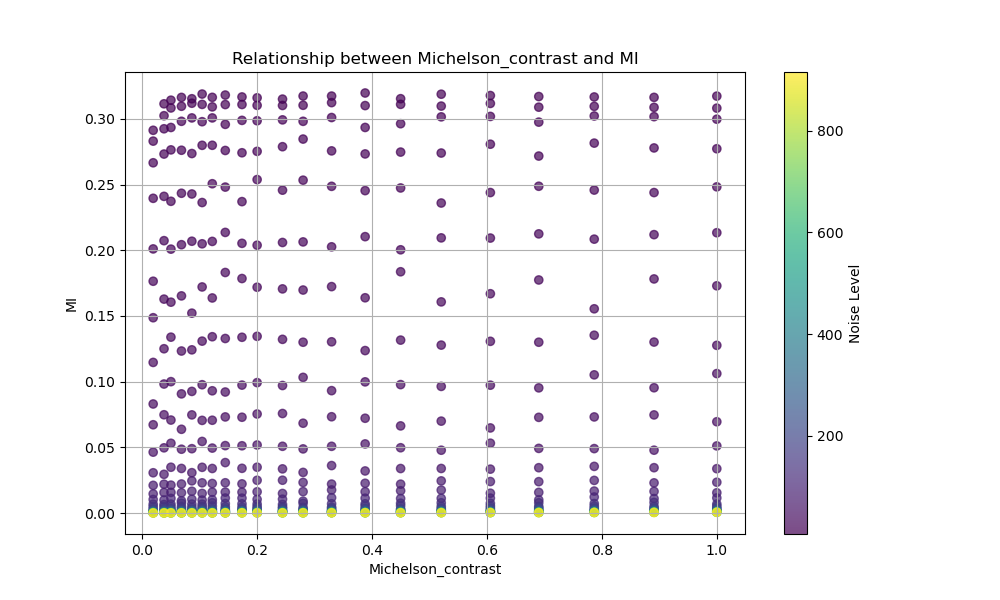 Relationship between Michelson_contrast and MI
0.30
0.25
0.20
0.15
0.10
0.05
0.00
MI
0.0 0.2 0.4 0.6 0.8 1.0
Michelson_contrast
800
600
400
200
Noise Level